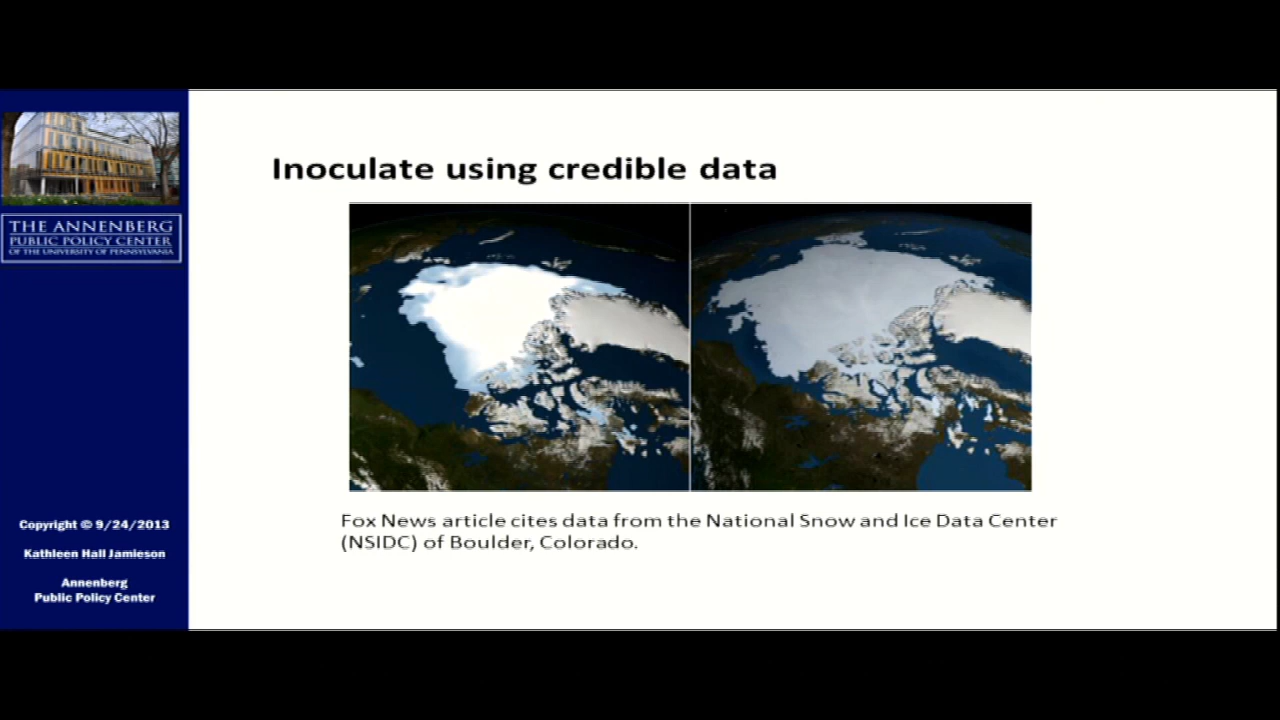 Inoculate using credible data
THE ANNENBERG
PUBLIC POLICY CENTER
OF THE UNIVERSITY OF PENNSYLVANIA
Fox News article cites data from the National Snow and Ice Data Center
(NSIDC) of Boulder, Colorado.
Copyright © 9/24/2013
Kathleen Hall Jamieson
Annenberg
Public Policy Center